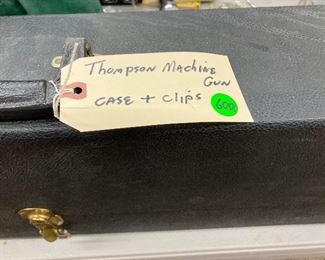 Thompson Machine
Gun
case + clips
600